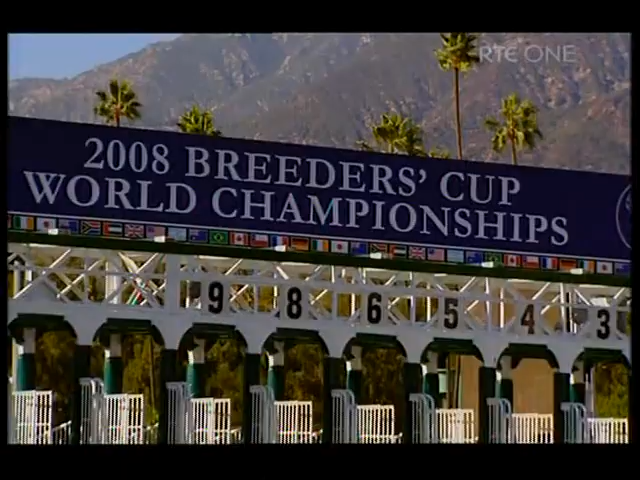 RTÉ ONE
2008 BREEDERS' CUP
WORLD CHAMPIONSHIPS
9 8 6 5 4 3